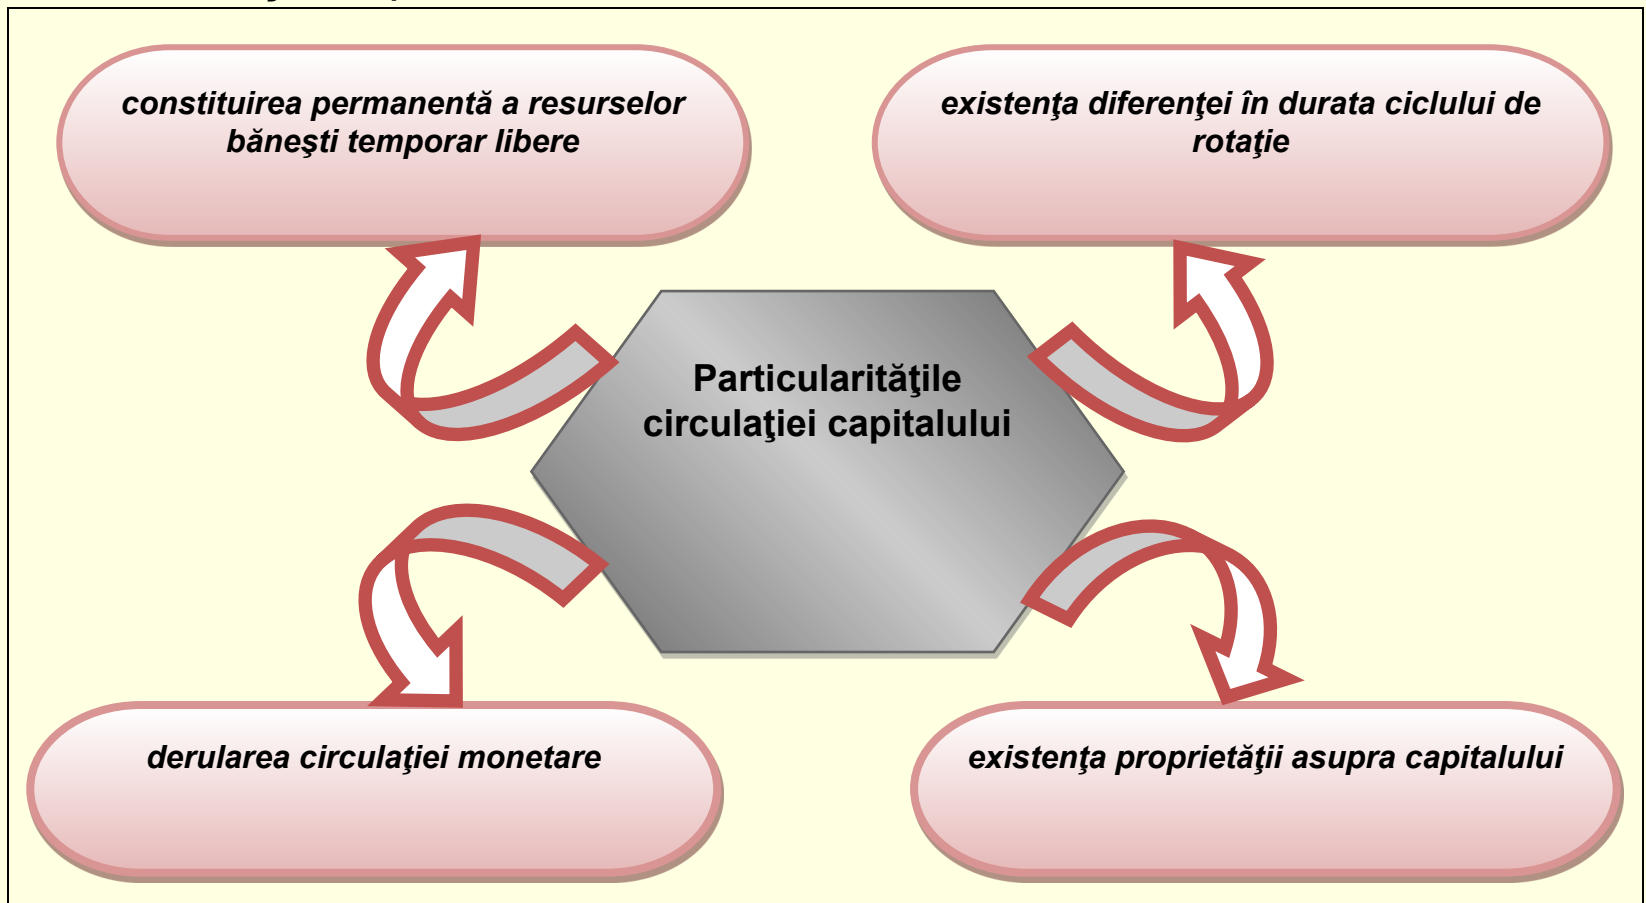 constituirea permanentă a resurselor
băneşti temporar libere
existenţa diferenţei în durata ciclului de
rotaţie
Particularităţile
circulaţiei capitalului
derularea circulaţiei monetare
existenţa proprietăţii asupra capitalului